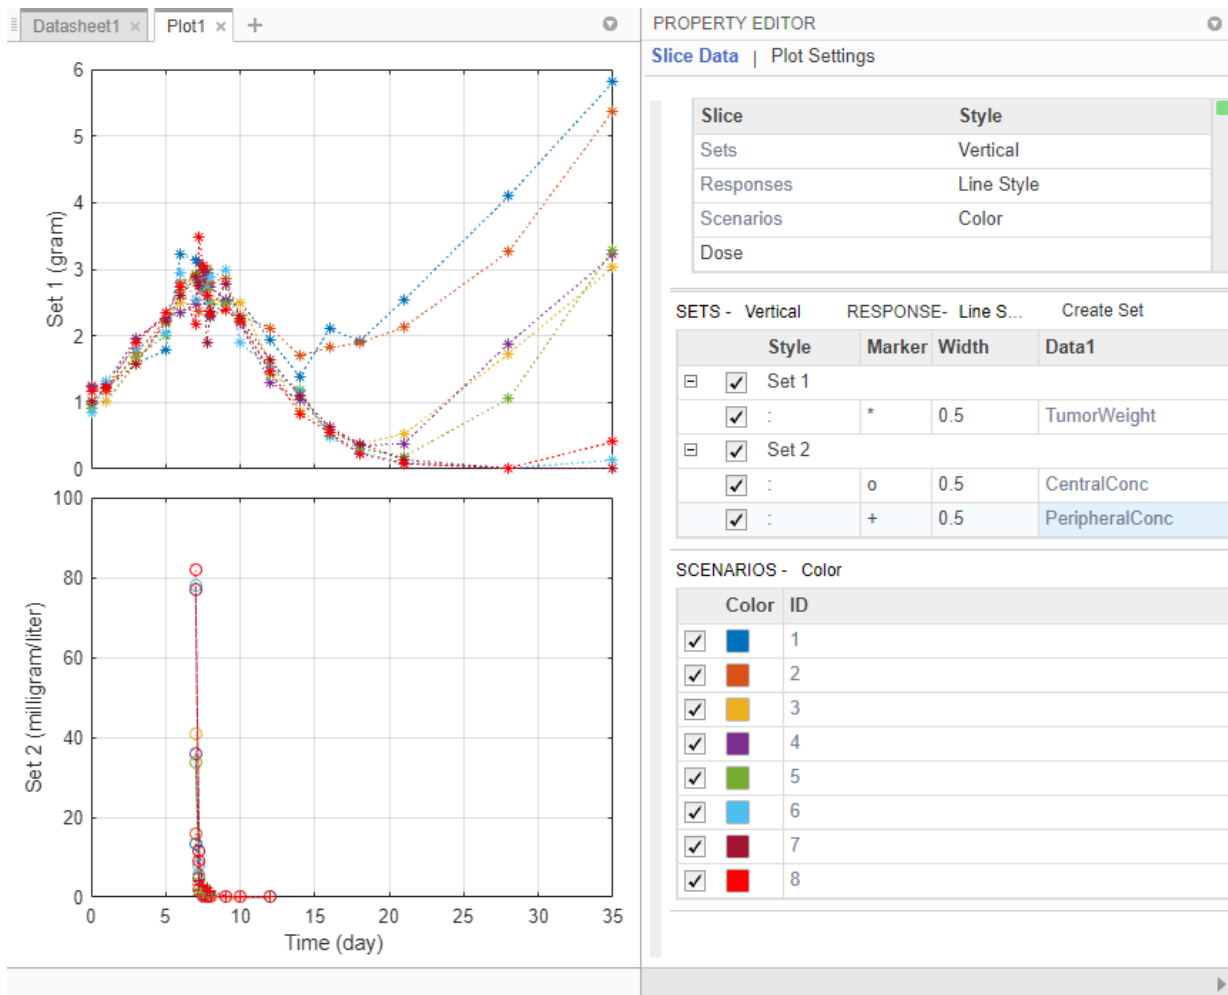 Datasheet1 × Plot1 × +
6
5
4
3
2
1
0
Set 1 (gram)
100
80
60
40
20
0
Set 2 (milligram/liter)
0 5 10 15 20 25 30 35
Time (day)
PROPERTY EDITOR
Slice Data | Plot Settings
Slice Style
Sets Vertical
Responses Line Style
Scenarios Color
Dose
SETS - Vertical RESPONSE- Line S... Create Set
Style Marker Width Data1
Set 1
: * 0.5 TumorWeight
Set 2
: o 0.5 CentralConc
: + 0.5 PeripheralConc
SCENARIOS - Color
Color ID
1
2
3
4
5
6
7
8